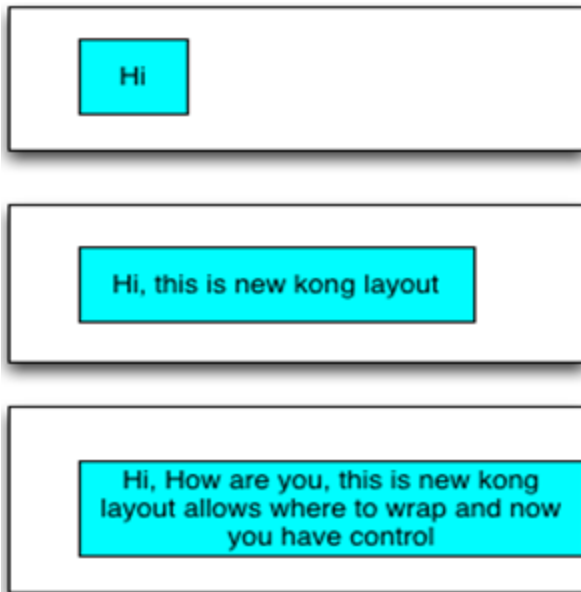 Hi
Hi, this is new kong layout
Hi, How are you, this is new kong
layout allows where to wrap and now
you have control